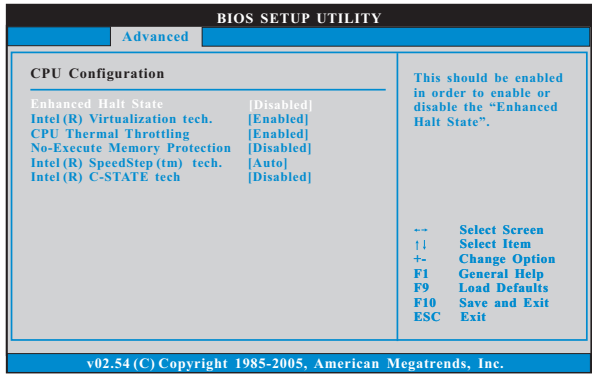 BIOS SETUP UTILITY
Advanced
CPU Configuration
Enhanced Halt State [Disabled]
Intel(R) Virtualization tech. [Enabled]
CPU Thermal Throttling [Enabled]
No-Execute Memory Protection [Disabled]
Intel(R) SpeedStep(tm) tech. [Auto]
Intel(R) C-STATE tech [Disabled]
This should be enabled
in order to enable or
disable the “Enhanced
Halt State”.
←→ Select Screen
↑↓ Select Item
+- Change Option
F1 General Help
F9 Load Defaults
F10 Save and Exit
ESC Exit
v02.54 (C) Copyright 1985-2005, American Megatrends, Inc.